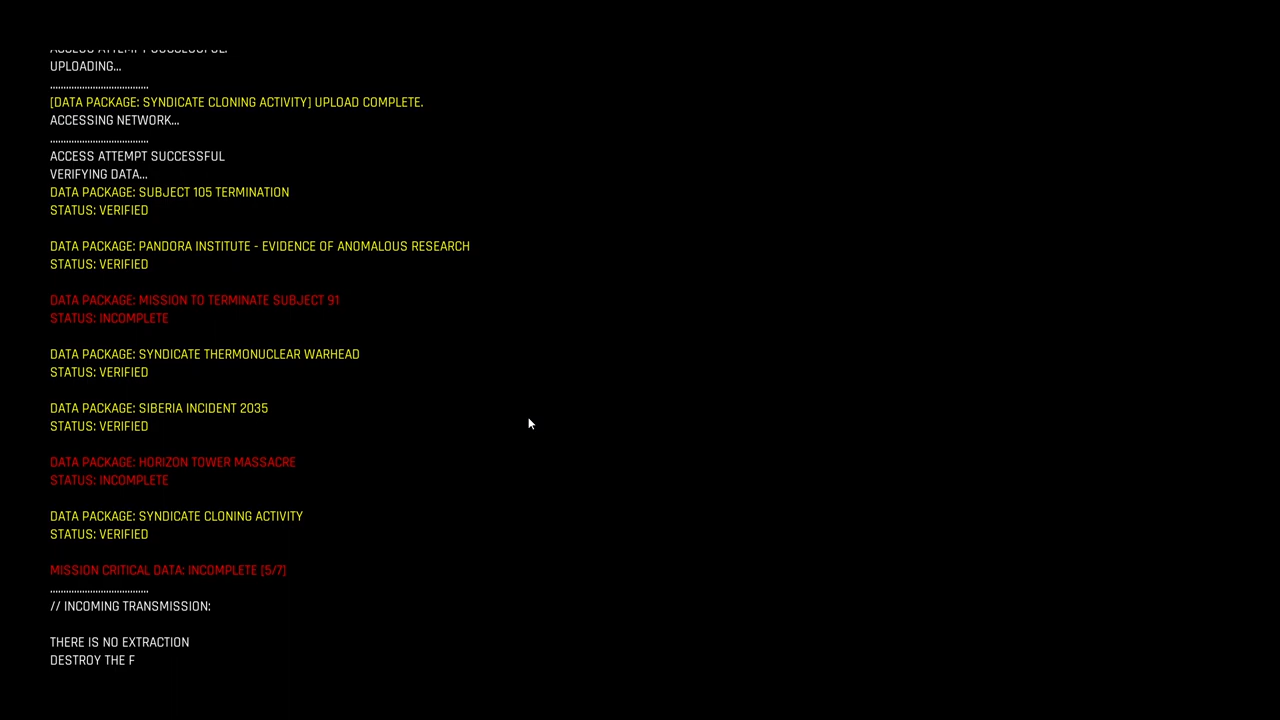 ACCESS ATTEMPT SUCCESSFUL.
UPLOADING...
.....................................
[DATA PACKAGE: SYNDICATE CLONING ACTIVITY] UPLOAD COMPLETE.
ACCESSING NETWORK...
.....................................
ACCESS ATTEMPT SUCCESSFUL
VERIFYING DATA...
DATA PACKAGE: SUBJECT 105 TERMINATION
STATUS: VERIFIED
DATA PACKAGE: PANDORA INSTITUTE - EVIDENCE OF ANOMALOUS RESEARCH
STATUS: VERIFIED
DATA PACKAGE: MISSION TO TERMINATE SUBJECT 91
STATUS: INCOMPLETE
DATA PACKAGE: SYNDICATE THERMONUCLEAR WARHEAD
STATUS: VERIFIED
DATA PACKAGE: SIBERIA INCIDENT 2035
STATUS: VERIFIED
DATA PACKAGE: HORIZON TOWER MASSACRE
STATUS: INCOMPLETE
DATA PACKAGE: SYNDICATE CLONING ACTIVITY
STATUS: VERIFIED
MISSION CRITICAL DATA: INCOMPLETE [5/7]
.....................................
// INCOMING TRANSMISSION:
THERE IS NO EXTRACTION
DESTROY THE F